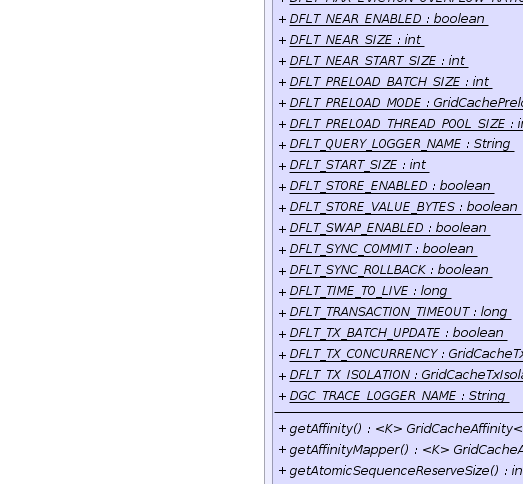 + DFLT_NEAR_ENABLED : boolean
+ DFLT_NEAR_SIZE : int
+ DFLT_NEAR_START_SIZE : int
+ DFLT_PRELOAD_BATCH_SIZE : int
+ DFLT_PRELOAD_MODE : GridCachePrelo
+ DFLT_PRELOAD_THREAD_POOL_SIZE : in
+ DFLT_QUERY_LOGGER_NAME : String
+ DFLT_START_SIZE : int
+ DFLT_STORE_ENABLED : boolean
+ DFLT_STORE_VALUE_BYTES : boolean
+ DFLT_SWAP_ENABLED : boolean
+ DFLT_SYNC_COMMIT : boolean
+ DFLT_SYNC_ROLLBACK : boolean
+ DFLT_TIME_TO_LIVE : long
+ DFLT_TRANSACTION_TIMEOUT : long
+ DFLT_TX_BATCH_UPDATE : boolean
+ DFLT_TX_CONCURRENCY : GridCacheTx
+ DFLT_TX_ISOLATION : GridCacheTxIsola
+ DGC_TRACE_LOGGER_NAME : String
+ getAffinity() : <K> GridCacheAffinity<
+ getAffinityMapper() : <K> GridCacheA
+ getAtomicSequenceReserveSize() : in